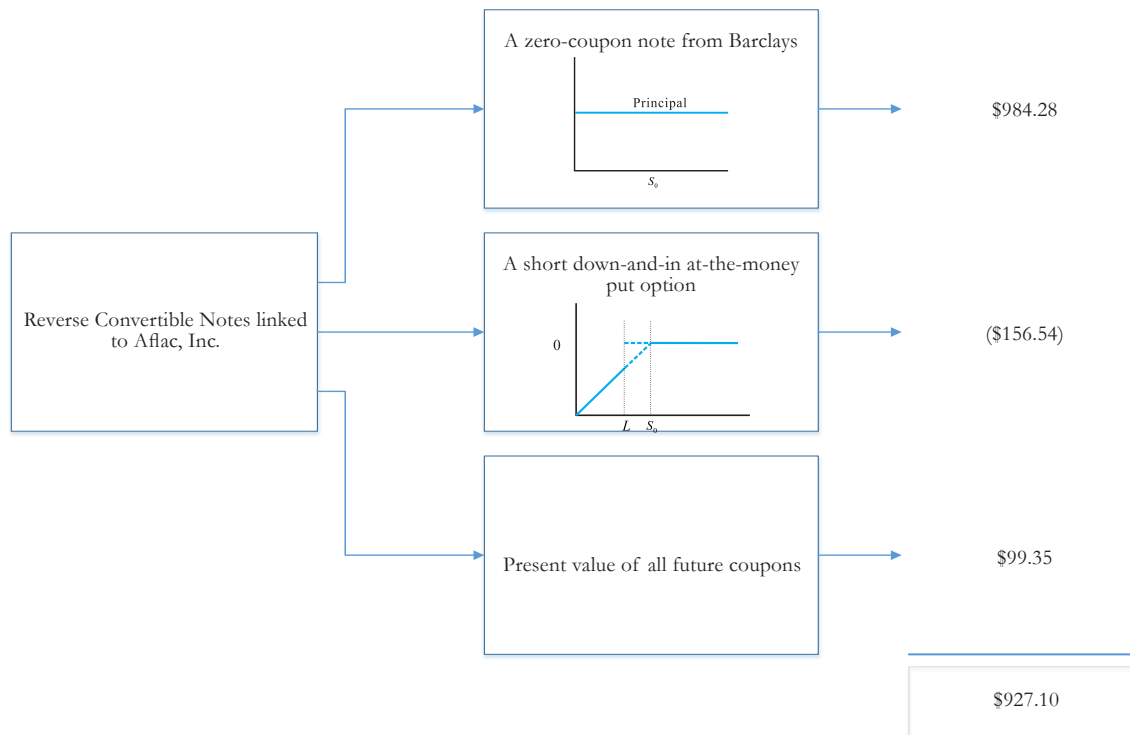 A zero-coupon note from Barclays
Principal
S₀
$984.28
Reverse Convertible Notes linked
to Aflac, Inc.
A short down-and-in at-the-money
put option
0
L
S₀
($156.54)
Present value of all future coupons
$99.35
$927.10